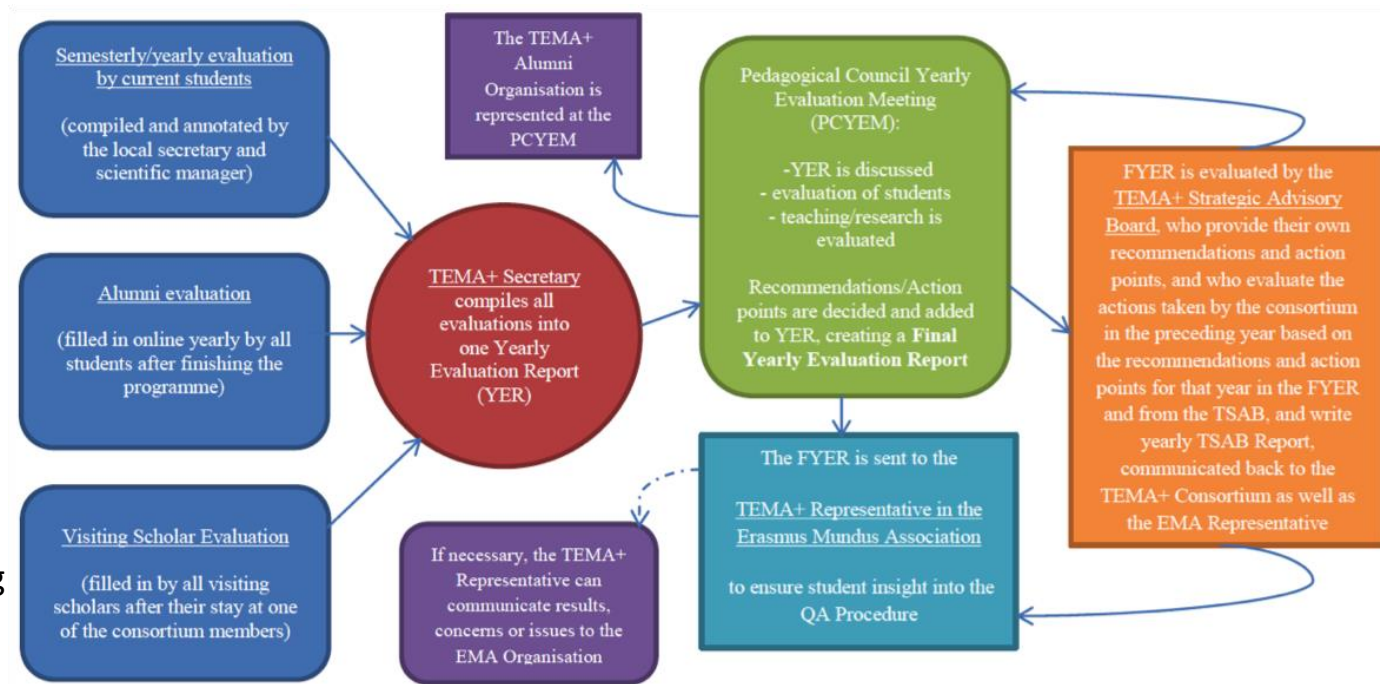 Semesterly/yearly evaluation
by current students
(compiled and annotated by
the local secretary and
scientific manager)
Alumni evaluation
(filled in online yearly by all
students after finishing the
programme)
Visiting Scholar Evaluation
(filled in by all visiting
scholars after their stay at one
of the consortium members)
g
The TEMA+
Alumni
Organisation is
represented at the
PCYEM
TEMA+ Secretary
compiles all
evaluations into
one Yearly
Evaluation Report
(YER)
If necessary, the TEMA+
Representative can
communicate results,
concerns or issues to the
EMA Organisation
Pedagogical Council Yearly
Evaluation Meeting
(PCYEM):
-YER is discussed
- evaluation of students
- teaching/research is
evaluated
Recommendations/Action
points are decided and added
to YER, creating a Final
Yearly Evaluation Report
The FYER is sent to the
TEMA+ Representative in the
Erasmus Mundus Association
to ensure student insight into the
QA Procedure
FYER is evaluated by the
TEMA+ Strategic Advisory
Board, who provide their own
recommendations and action
points, and who evaluate the
actions taken by the consortium
in the preceding year based on
the recommendations and action
points for that year in the FYER
and from the TSAB, and write
yearly TSAB Report,
communicated back to the
TEMA+ Consortium as well as
the EMA Representative